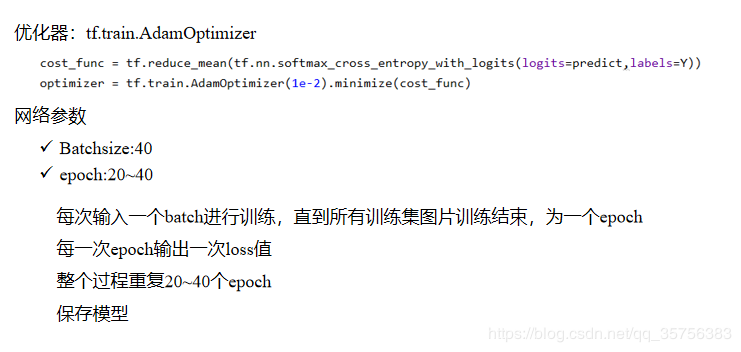 优化器：tf.train.AdamOptimizer
cost_func = tf.reduce_mean(tf.nn.softmax_cross_entropy_with_logits(logits=predict,labels=Y))
optimizer = tf.train.AdamOptimizer(1e-2).minimize(cost_func)
网络参数
✓ Batchsize:40
✓ epoch:20~40
每次输入一个batch进行训练，直到所有训练集图片训练结束，为一个epoch
每一次epoch输出一次loss值
整个过程重复20~40个epoch
保存模型
https://blog.csdn.net/qq_35756383